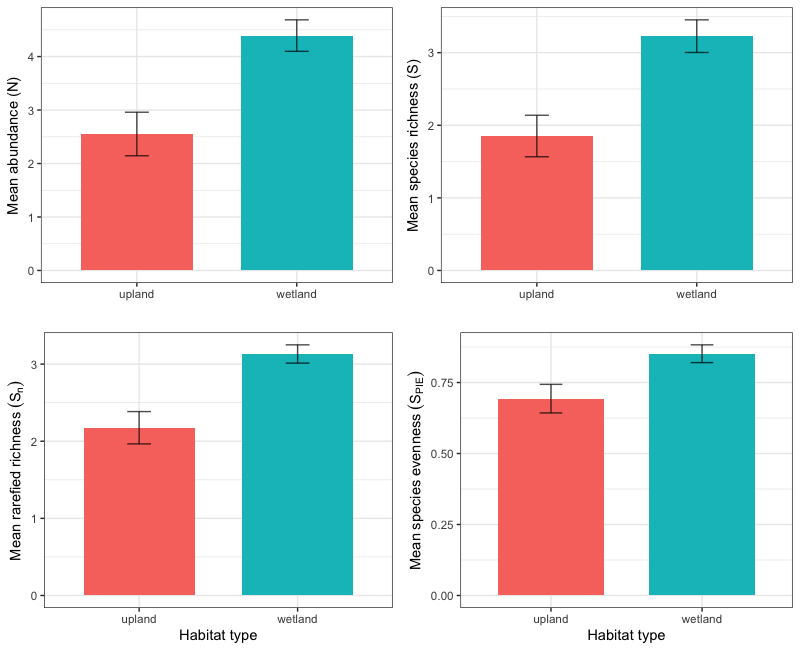 Mean abundance (N)
4
3
2
1
0
upland wetland
Mean species richness (S)
3
2
1
0
upland wetland
Mean rarefied richness (Sn)
3
2
1
0
upland wetland
Habitat type
Mean species evenness (SPIE)
0.75
0.50
0.25
0.00
upland wetland
Habitat type